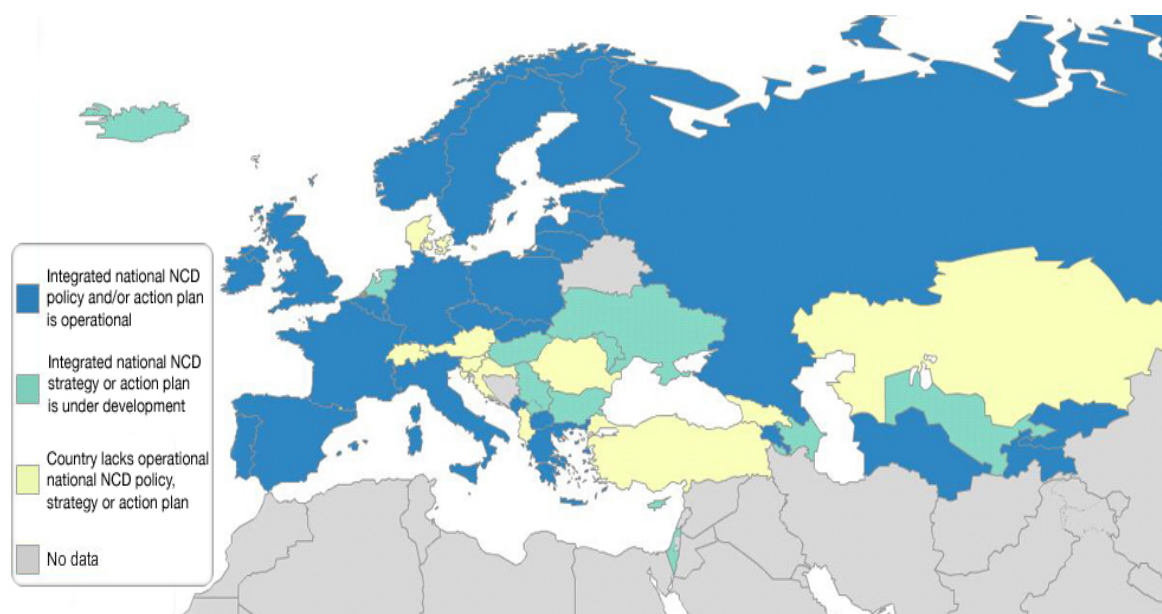 Integrated national NCD
policy and/or action plan
is operational
Integrated national NCD
strategy or action plan
is under development
Country lacks operational
national NCD policy,
strategy or action plan
No data